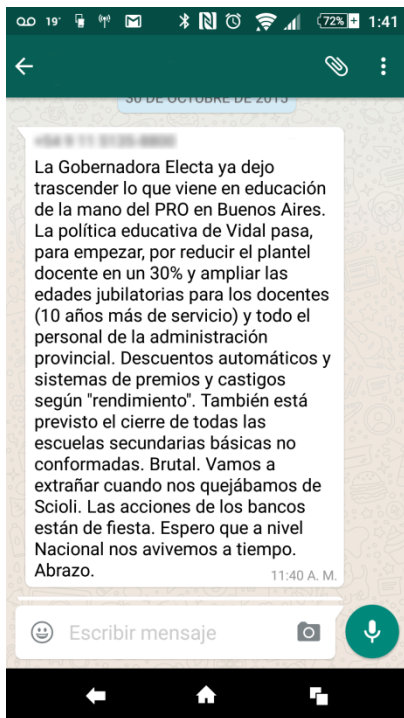 19°
72%
1:41
30 DE OCTUBRE DE 2015
La Gobernadora Electa ya dejo
trascender lo que viene en educación
de la mano del PRO en Buenos Aires.
La política educativa de Vidal pasa,
para empezar, por reducir el plantel
docente en un 30% y ampliar las
edades jubilatorias para los docentes
(10 años más de servicio) y todo el
personal de la administración
provincial. Descuentos automáticos y
sistemas de premios y castigos
según "rendimiento". También está
previsto el cierre de todas las
escuelas secundarias básicas no
conformadas. Brutal. Vamos a
extrañar cuando nos quejábamos de
Scioli. Las acciones de los bancos
están de fiesta. Espero que a nivel
Nacional nos avivemos a tiempo.
Abrazo.
11:40 A. M.
Escribir mensaje